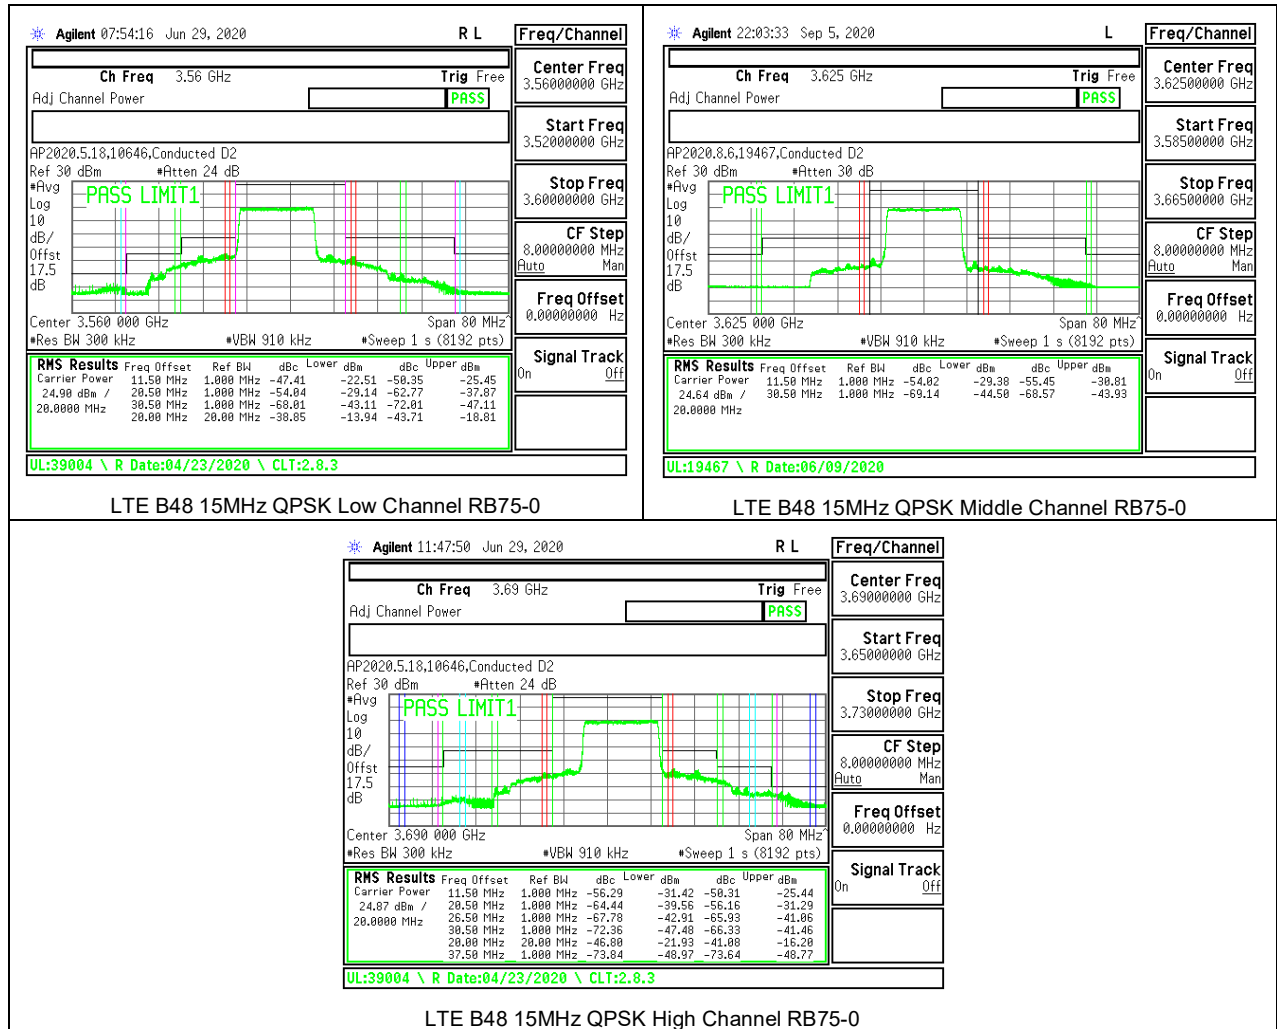 Agilent 07:54:16 Jun 29, 2020 R L
Freq/Channel
Ch Freq 3.56 GHz Trig Free
Adj Channel Power PASS
AP2020.5.18,10646,Conducted D2
Ref 30 dBm #Atten 24 dB
#Avg
Log
10
dB/
Offst
17.5
dB
PASS LIMIT1
Center 3.560 000 GHz Span 80 MHz^
#Res BW 300 kHz #VBW 910 kHz #Sweep 1 s (8192 pts)
RMS Results Freq Offset Ref BW dBc Lower dBm dBc Upper dBm
Carrier Power 11.50 MHz 1.000 MHz -47.41 -22.51 -50.35 -25.45
24.90 dBm / 20.50 MHz 1.000 MHz -54.04 -29.14 -62.77 -37.87
20.0000 MHz 30.50 MHz 1.000 MHz -68.01 -43.11 -72.01 -47.11
20.00 MHz 20.00 MHz -38.85 -13.94 -43.71 -18.81
UL:39004 \ R Date:04/23/2020 \ CLT:2.8.3
Center Freq
3.56000000 GHz
Start Freq
3.52000000 GHz
Stop Freq
3.60000000 GHz
CF Step
8.00000000 MHz
Auto Man
Freq Offset
0.00000000 Hz
Signal Track
On Off
LTE B48 15MHz QPSK Low Channel RB75-0
Agilent 22:03:33 Sep 5, 2020 L
Freq/Channel
Ch Freq 3.625 GHz Trig Free
Adj Channel Power PASS
AP2020.8.6,19467,Conducted D2
Ref 30 dBm #Atten 30 dB
#Avg
Log
10
dB/
Offst
17.5
dB
PASS LIMIT1
Center 3.625 000 GHz Span 80 MHz^
#Res BW 300 kHz #VBW 910 kHz #Sweep 1 s (8192 pts)
RMS Results Freq Offset Ref BW dBc Lower dBm dBc Upper dBm
Carrier Power 11.50 MHz 1.000 MHz -54.02 -29.38 -55.45 -30.81
24.64 dBm / 30.50 MHz 1.000 MHz -69.14 -44.50 -68.57 -43.93
20.0000 MHz
UL:19467 \ R Date:06/09/2020
Center Freq
3.62500000 GHz
Start Freq
3.58500000 GHz
Stop Freq
3.66500000 GHz
CF Step
8.00000000 MHz
Auto Man
Freq Offset
0.00000000 Hz
Signal Track
On Off
LTE B48 15MHz QPSK Middle Channel RB75-0
Agilent 11:47:50 Jun 29, 2020 R L
Freq/Channel
Ch Freq 3.69 GHz Trig Free
Adj Channel Power PASS
AP2020.5.18,10646,Conducted D2
Ref 30 dBm #Atten 24 dB
#Avg
Log
10
dB/
Offst
17.5
dB
PASS LIMIT1
Center 3.690 000 GHz Span 80 MHz^
#Res BW 300 kHz #VBW 910 kHz #Sweep 1 s (8192 pts)
RMS Results Freq Offset Ref BW dBc Lower dBm dBc Upper dBm
Carrier Power 11.50 MHz 1.000 MHz -56.29 -31.42 -50.31 -25.44
24.87 dBm / 20.50 MHz 1.000 MHz -64.44 -39.56 -56.16 -31.29
20.0000 MHz 26.50 MHz 1.000 MHz -67.78 -42.91 -65.93 -41.06
30.50 MHz 1.000 MHz -72.36 -47.48 -66.33 -41.46
20.00 MHz 20.00 MHz -46.80 -21.93 -41.08 -16.20
37.50 MHz 1.000 MHz -73.84 -48.97 -73.64 -48.77
UL:39004 \ R Date:04/23/2020 \ CLT:2.8.3
Center Freq
3.69000000 GHz
Start Freq
3.65000000 GHz
Stop Freq
3.73000000 GHz
CF Step
8.00000000 MHz
Auto Man
Freq Offset
0.00000000 Hz
Signal Track
On Off
LTE B48 15MHz QPSK High Channel RB75-0